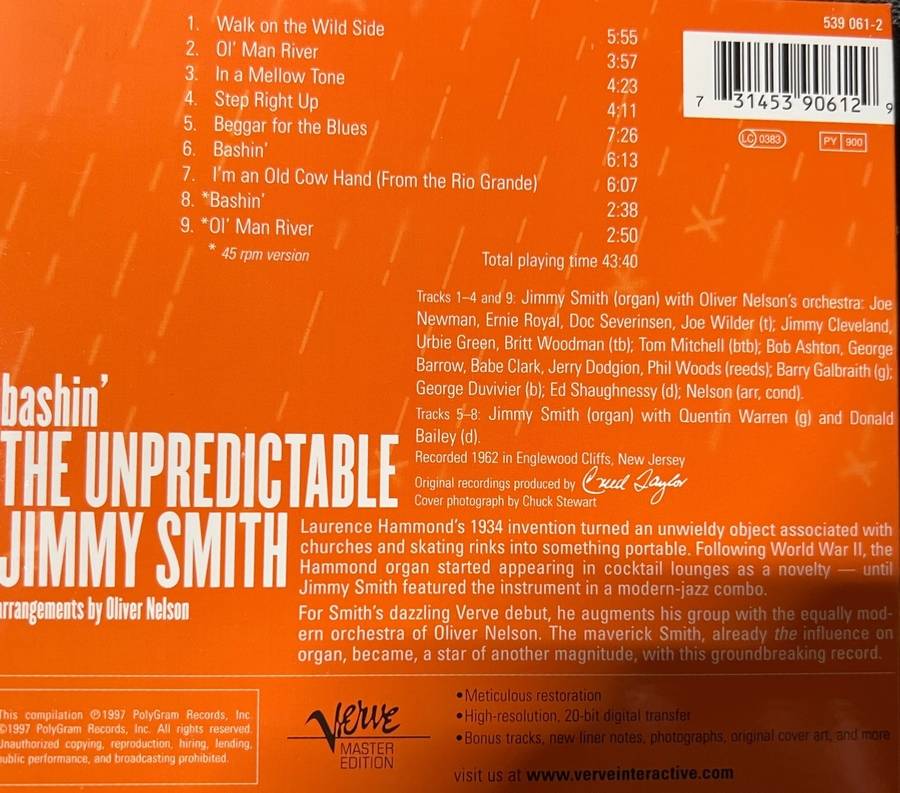 539 061-2
1. Walk on the Wild Side 5:55
2. Ol' Man River 3:57
3. In a Mellow Tone 4:23
4. Step Right Up 4:11
5. Beggar for the Blues 7:26
6. Bashin' 6:13
7. I'm an Old Cow Hand (From the Rio Grande) 6:07
8. *Bashin' 2:38
9. *Ol' Man River 2:50
* 45 rpm version
Total playing time 43:40
7 31453 90612 9
LC 0383 PY 900
Tracks 1–4 and 9: Jimmy Smith (organ) with Oliver Nelson's orchestra: Joe
Newman, Ernie Royal, Doc Severinsen, Joe Wilder (t); Jimmy Cleveland,
Urbie Green, Britt Woodman (tb); Tom Mitchell (btb); Bob Ashton, George
Barrow, Babe Clark, Jerry Dodgion, Phil Woods (reeds); Barry Galbraith (g);
George Duvivier (b); Ed Shaughnessy (d); Nelson (arr, cond).
Tracks 5–8: Jimmy Smith (organ) with Quentin Warren (g) and Donald
Bailey (d).
Recorded 1962 in Englewood Cliffs, New Jersey
Original recordings produced by Creed Taylor
Cover photograph by Chuck Stewart
bashin'
THE UNPREDICTABLE
JIMMY SMITH
arrangements by Oliver Nelson
Laurence Hammond's 1934 invention turned an unwieldy object associated with
churches and skating rinks into something portable. Following World War II, the
Hammond organ started appearing in cocktail lounges as a novelty — until
Jimmy Smith featured the instrument in a modern-jazz combo.
For Smith's dazzling Verve debut, he augments his group with the equally mod-
ern orchestra of Oliver Nelson. The maverick Smith, already the influence on
organ, became, a star of another magnitude, with this groundbreaking record.
This compilation ℗1997 PolyGram Records, Inc.
©1997 PolyGram Records, Inc. All rights reserved.
Unauthorized copying, reproduction, hiring, lending,
public performance, and broadcasting prohibited.
Verve
MASTER
EDITION
•Meticulous restoration
•High-resolution, 20-bit digital transfer
•Bonus tracks, new liner notes, photographs, original cover art, and more
visit us at www.verveinteractive.com